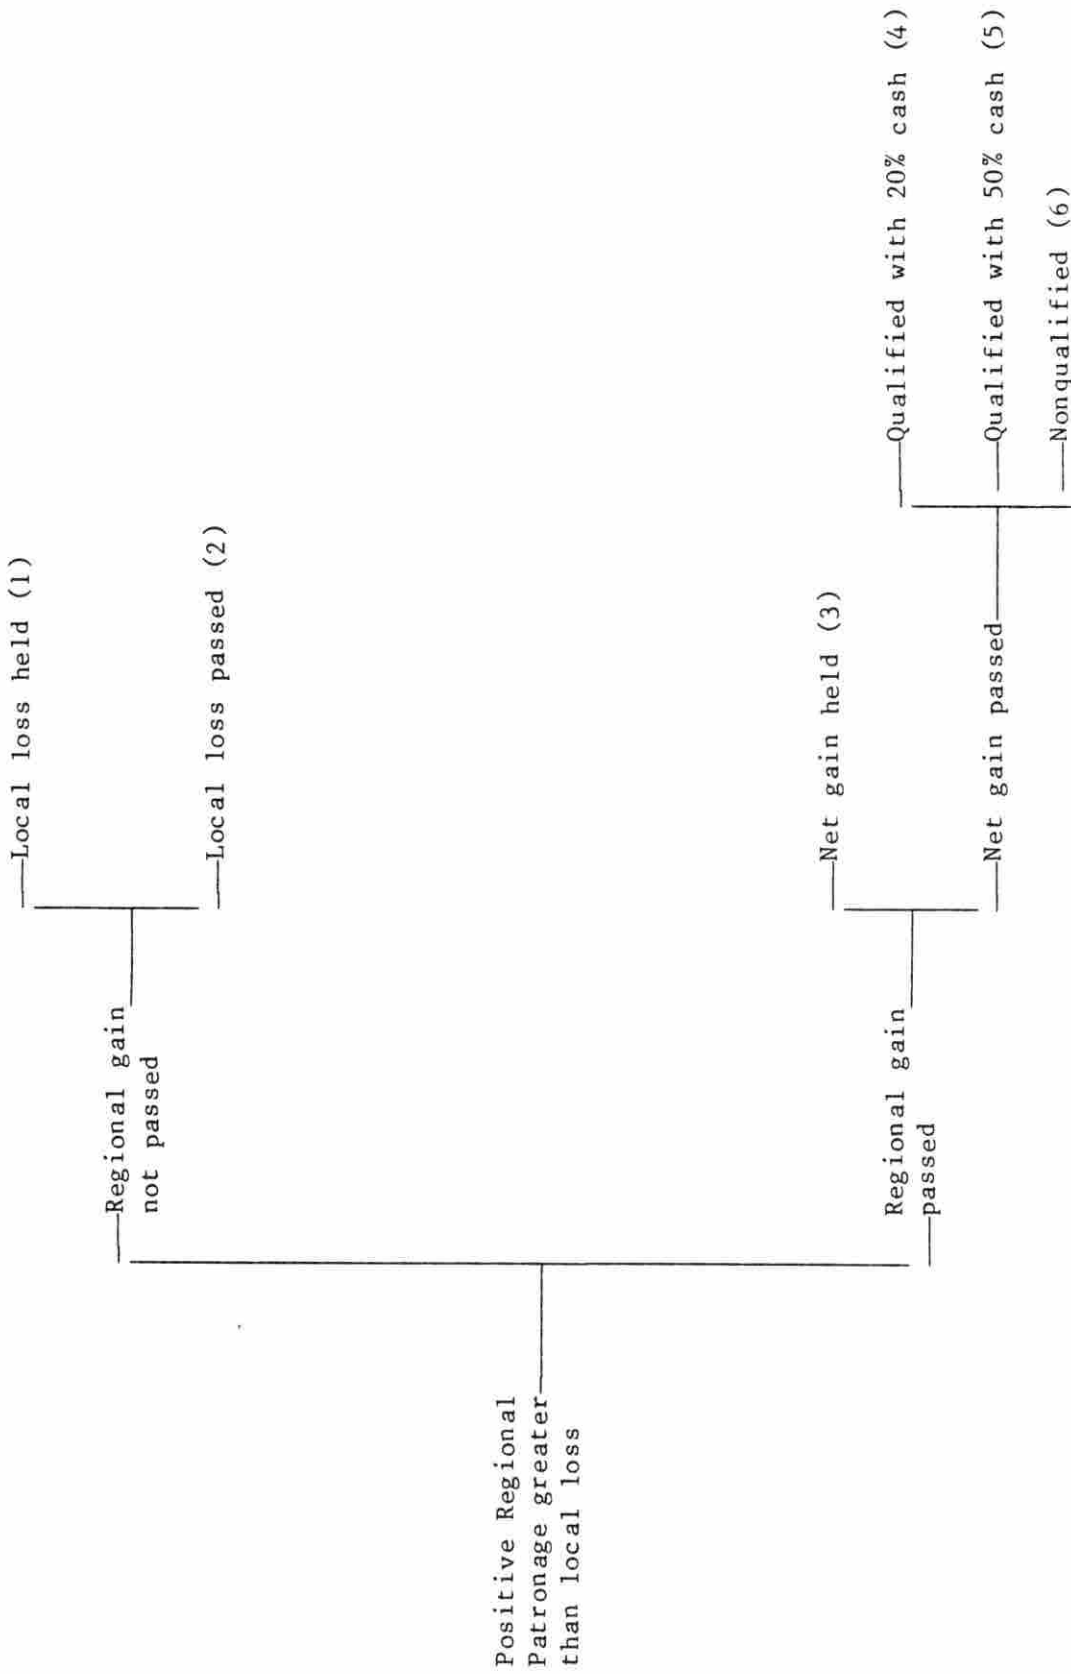 Positive Regional
Patronage greater
than local loss
Regional gain
not passed
Local loss held (1)
Local loss passed (2)
Regional gain
passed
Net gain held (3)
Net gain passed
Qualified with 20% cash (4)
Qualified with 50% cash (5)
Nonqualified (6)